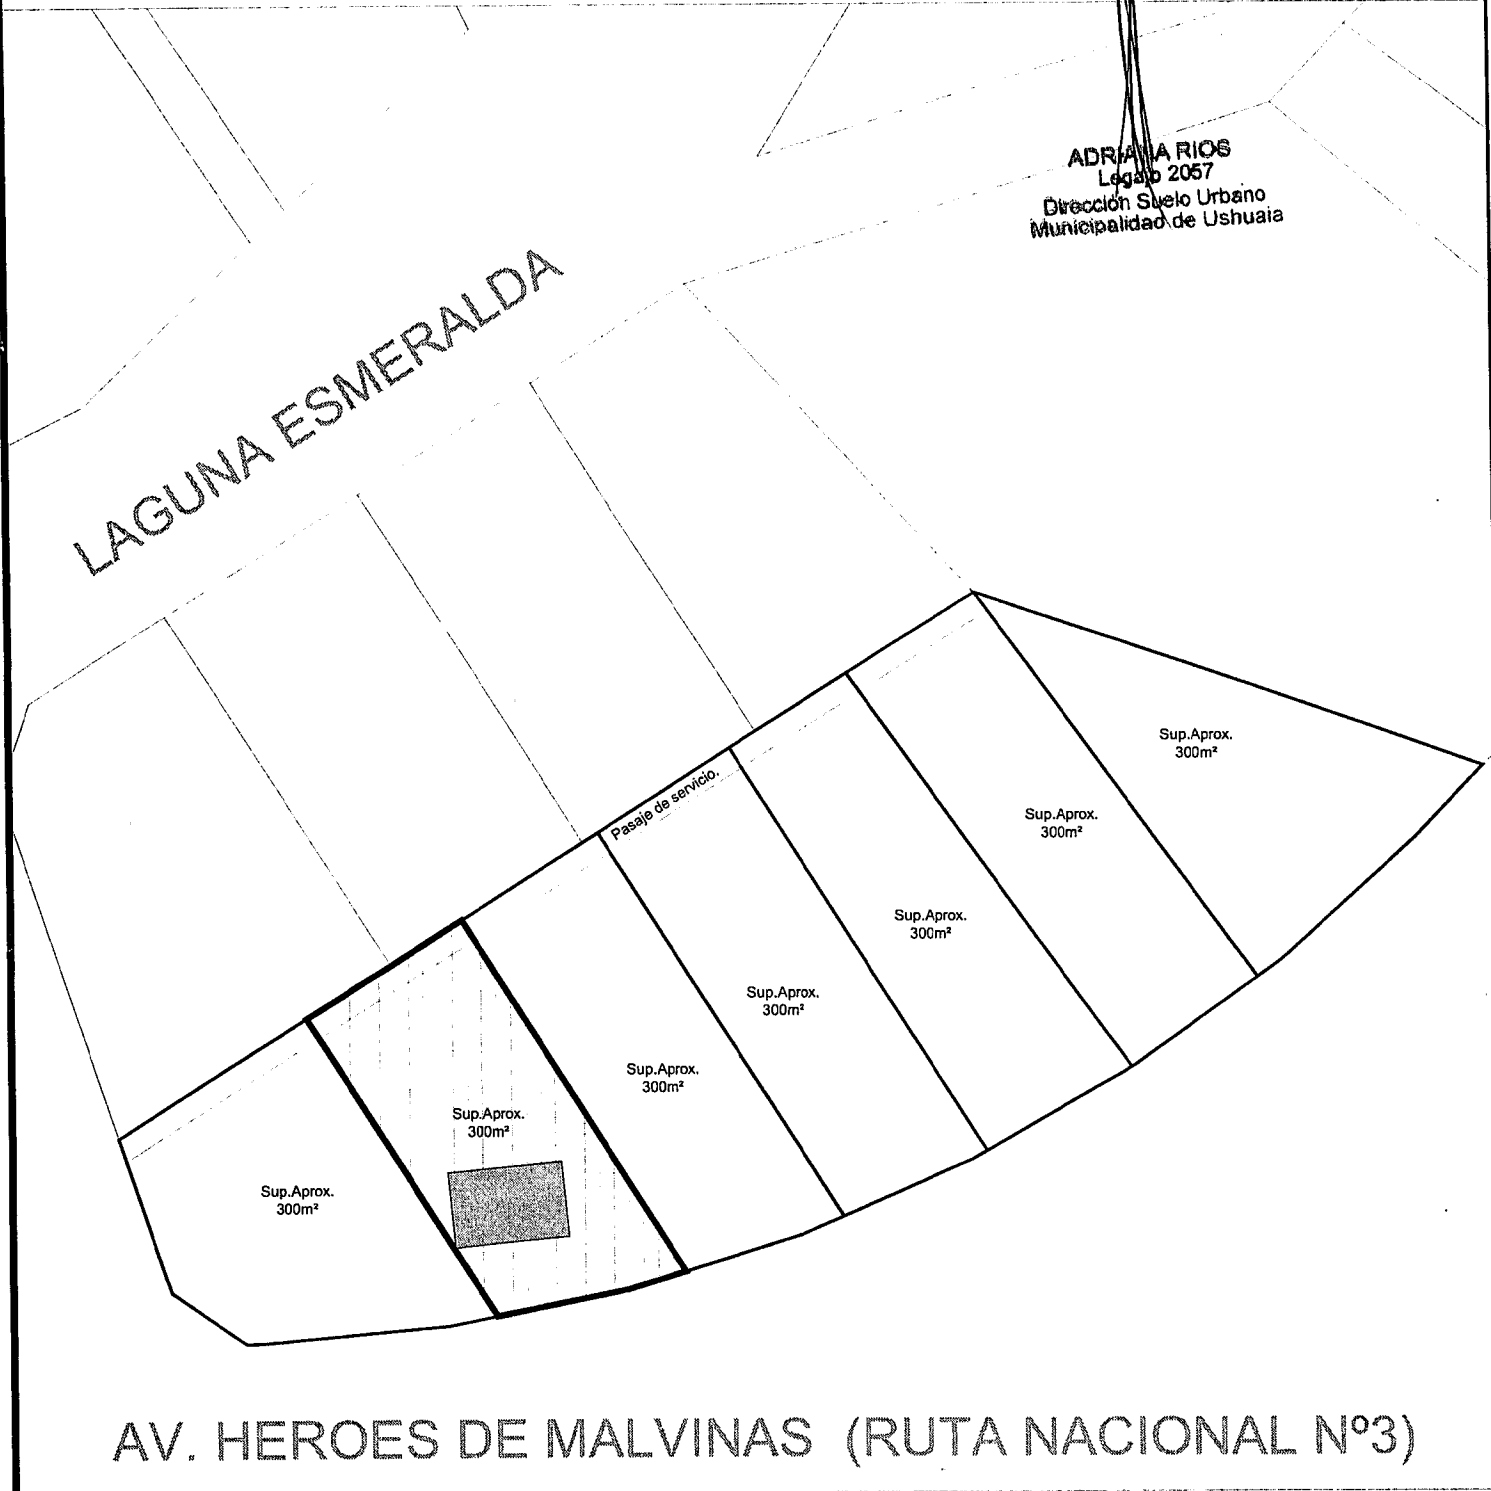 ADRIANA RIOS
Legajo 2057
Dirección Suelo Urbano
Municipalidad de Ushuaia
LAGUNA ESMERALDA
Sup.Aprox.
300m²
Pasaje de servicio.
Sup.Aprox.
300m²
Sup.Aprox.
300m²
Sup.Aprox.
300m²
Sup.Aprox.
300m²
Sup.Aprox.
300m²
Sup.Aprox.
300m²
AV. HEROES DE MALVINAS (RUTA NACIONAL Nº3)